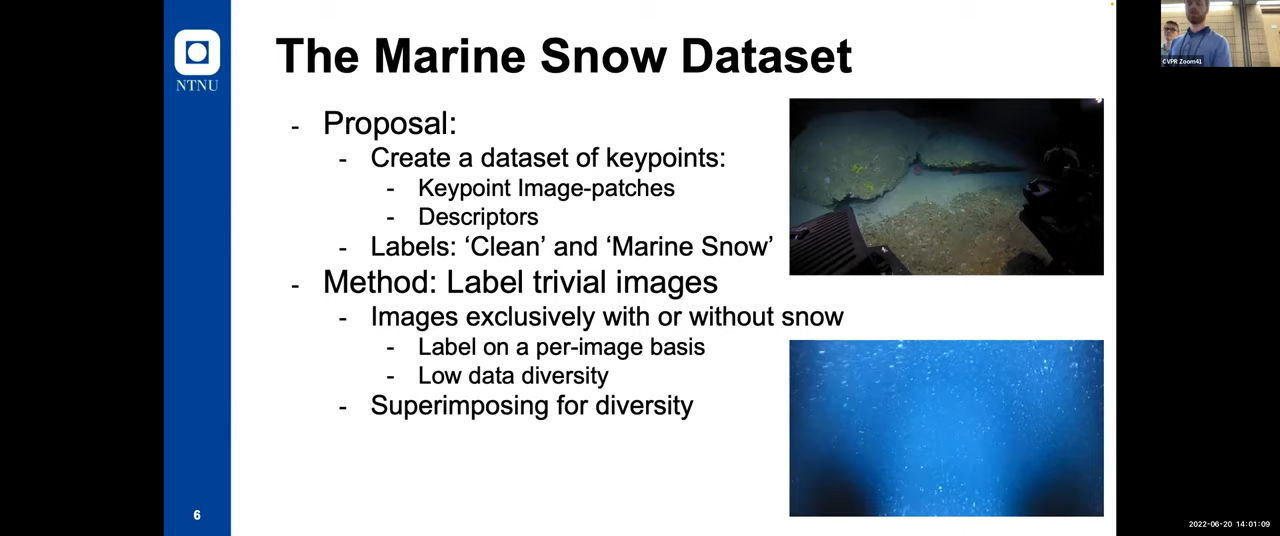 NTNU
The Marine Snow Dataset
- Proposal:
- Create a dataset of keypoints:
- Keypoint Image-patches
- Descriptors
- Labels: ‘Clean’ and ‘Marine Snow’
- Method: Label trivial images
- Images exclusively with or without snow
- Label on a per-image basis
- Low data diversity
- Superimposing for diversity
6
CVPR Zoom41
2022-06-20 14:01:09